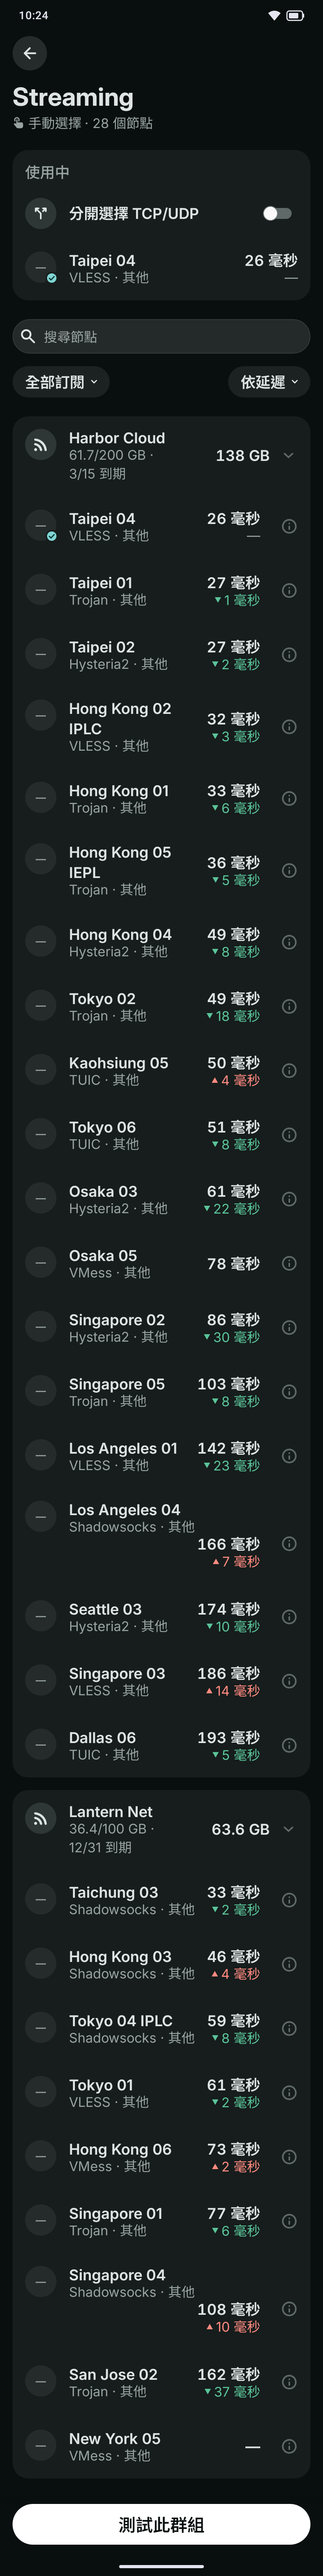 10:24
Streaming
手動選擇 · 28 個節點
使用中
分開選擇 TCP/UDP
Taipei 04
26 毫秒
VLESS · 其他
—
搜尋節點
全部訂閱
依延遲
Harbor Cloud
61.7/200 GB ·
3/15 到期
138 GB
Taipei 04
26 毫秒
VLESS · 其他
—
Taipei 01
27 毫秒
Trojan · 其他
▼1 毫秒
Taipei 02
27 毫秒
Hysteria2 · 其他
▼2 毫秒
Hong Kong 02
IPLC
32 毫秒
VLESS · 其他
▼3 毫秒
Hong Kong 01
33 毫秒
Trojan · 其他
▼6 毫秒
Hong Kong 05
IEPL
36 毫秒
Trojan · 其他
▼5 毫秒
Hong Kong 04
49 毫秒
Hysteria2 · 其他
▼8 毫秒
Tokyo 02
49 毫秒
Trojan · 其他
▼18 毫秒
Kaohsiung 05
50 毫秒
TUIC · 其他
▲4 毫秒
Tokyo 06
51 毫秒
TUIC · 其他
▼8 毫秒
Osaka 03
61 毫秒
Hysteria2 · 其他
▼22 毫秒
Osaka 05
VMess · 其他
78 毫秒
Singapore 02
86 毫秒
Hysteria2 · 其他
▼30 毫秒
Singapore 05
103 毫秒
Trojan · 其他
▼8 毫秒
Los Angeles 01
142 毫秒
VLESS · 其他
▼23 毫秒
Los Angeles 04
Shadowsocks · 其他
166 毫秒
▲7 毫秒
Seattle 03
174 毫秒
Hysteria2 · 其他
▼10 毫秒
Singapore 03
186 毫秒
VLESS · 其他
▲14 毫秒
Dallas 06
193 毫秒
TUIC · 其他
▼5 毫秒
Lantern Net
36.4/100 GB ·
12/31 到期
63.6 GB
Taichung 03
33 毫秒
Shadowsocks · 其他
▼2 毫秒
Hong Kong 03
46 毫秒
Shadowsocks · 其他
▲4 毫秒
Tokyo 04 IPLC
59 毫秒
Shadowsocks · 其他
▼8 毫秒
Tokyo 01
61 毫秒
VLESS · 其他
▼2 毫秒
Hong Kong 06
73 毫秒
VMess · 其他
▲2 毫秒
Singapore 01
77 毫秒
Trojan · 其他
▼6 毫秒
Singapore 04
Shadowsocks · 其他
108 毫秒
▲10 毫秒
San Jose 02
162 毫秒
Trojan · 其他
▼37 毫秒
New York 05
VMess · 其他
—
測試此群組